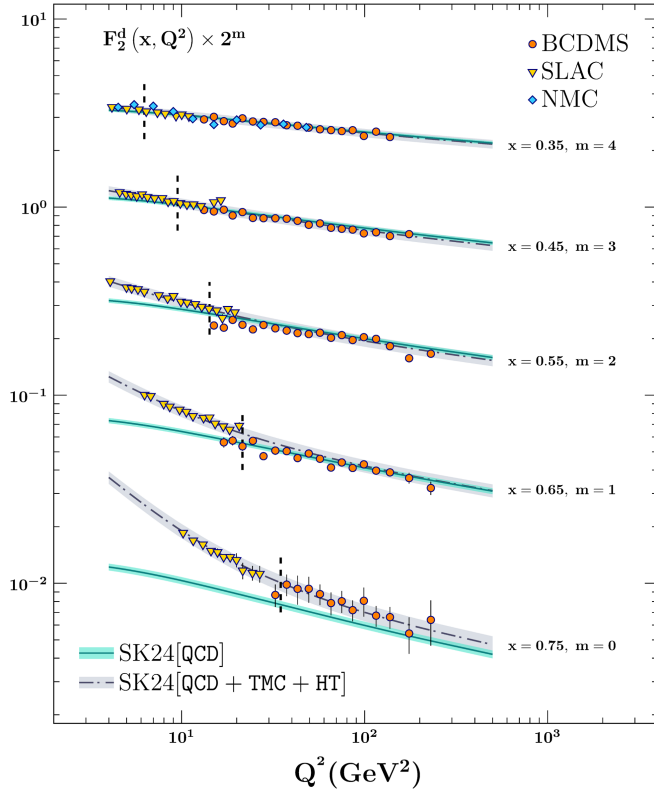 F₂ᵈ (x, Q²) × 2ᵐ
BCDMS
SLAC
NMC
10¹
10⁰
10⁻¹
10⁻²
x = 0.35, m = 4
x = 0.45, m = 3
x = 0.55, m = 2
x = 0.65, m = 1
x = 0.75, m = 0
SK24[QCD]
SK24[QCD + TMC + HT]
10¹ 10² 10³
Q² (GeV²)